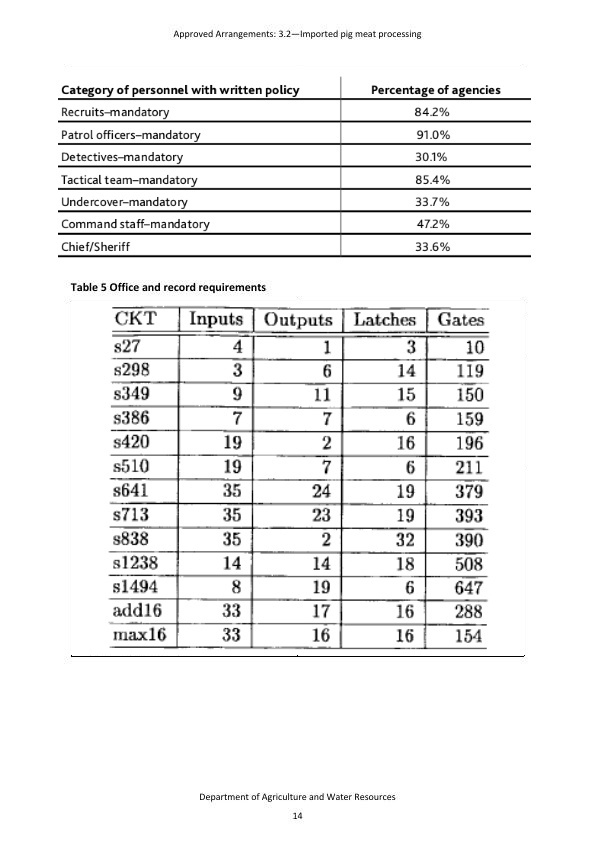 Approved Arrangements: 3.2—Imported pig meat processing
Category of personnel with written policy Percentage of agencies
Recruits–mandatory 84.2%
Patrol officers–mandatory 91.0%
Detectives–mandatory 30.1%
Tactical team–mandatory 85.4%
Undercover–mandatory 33.7%
Command staff–mandatory 47.2%
Chief/Sheriff 33.6%
Table 5 Office and record requirements
CKT Inputs Outputs Latches Gates
s27 4 1 3 10
s298 3 6 14 119
s349 9 11 15 150
s386 7 7 6 159
s420 19 2 16 196
s510 19 7 6 211
s641 35 24 19 379
s713 35 23 19 393
s838 35 2 32 390
s1238 14 14 18 508
s1494 8 19 6 647
add16 33 17 16 288
max16 33 16 16 154
Department of Agriculture and Water Resources
14